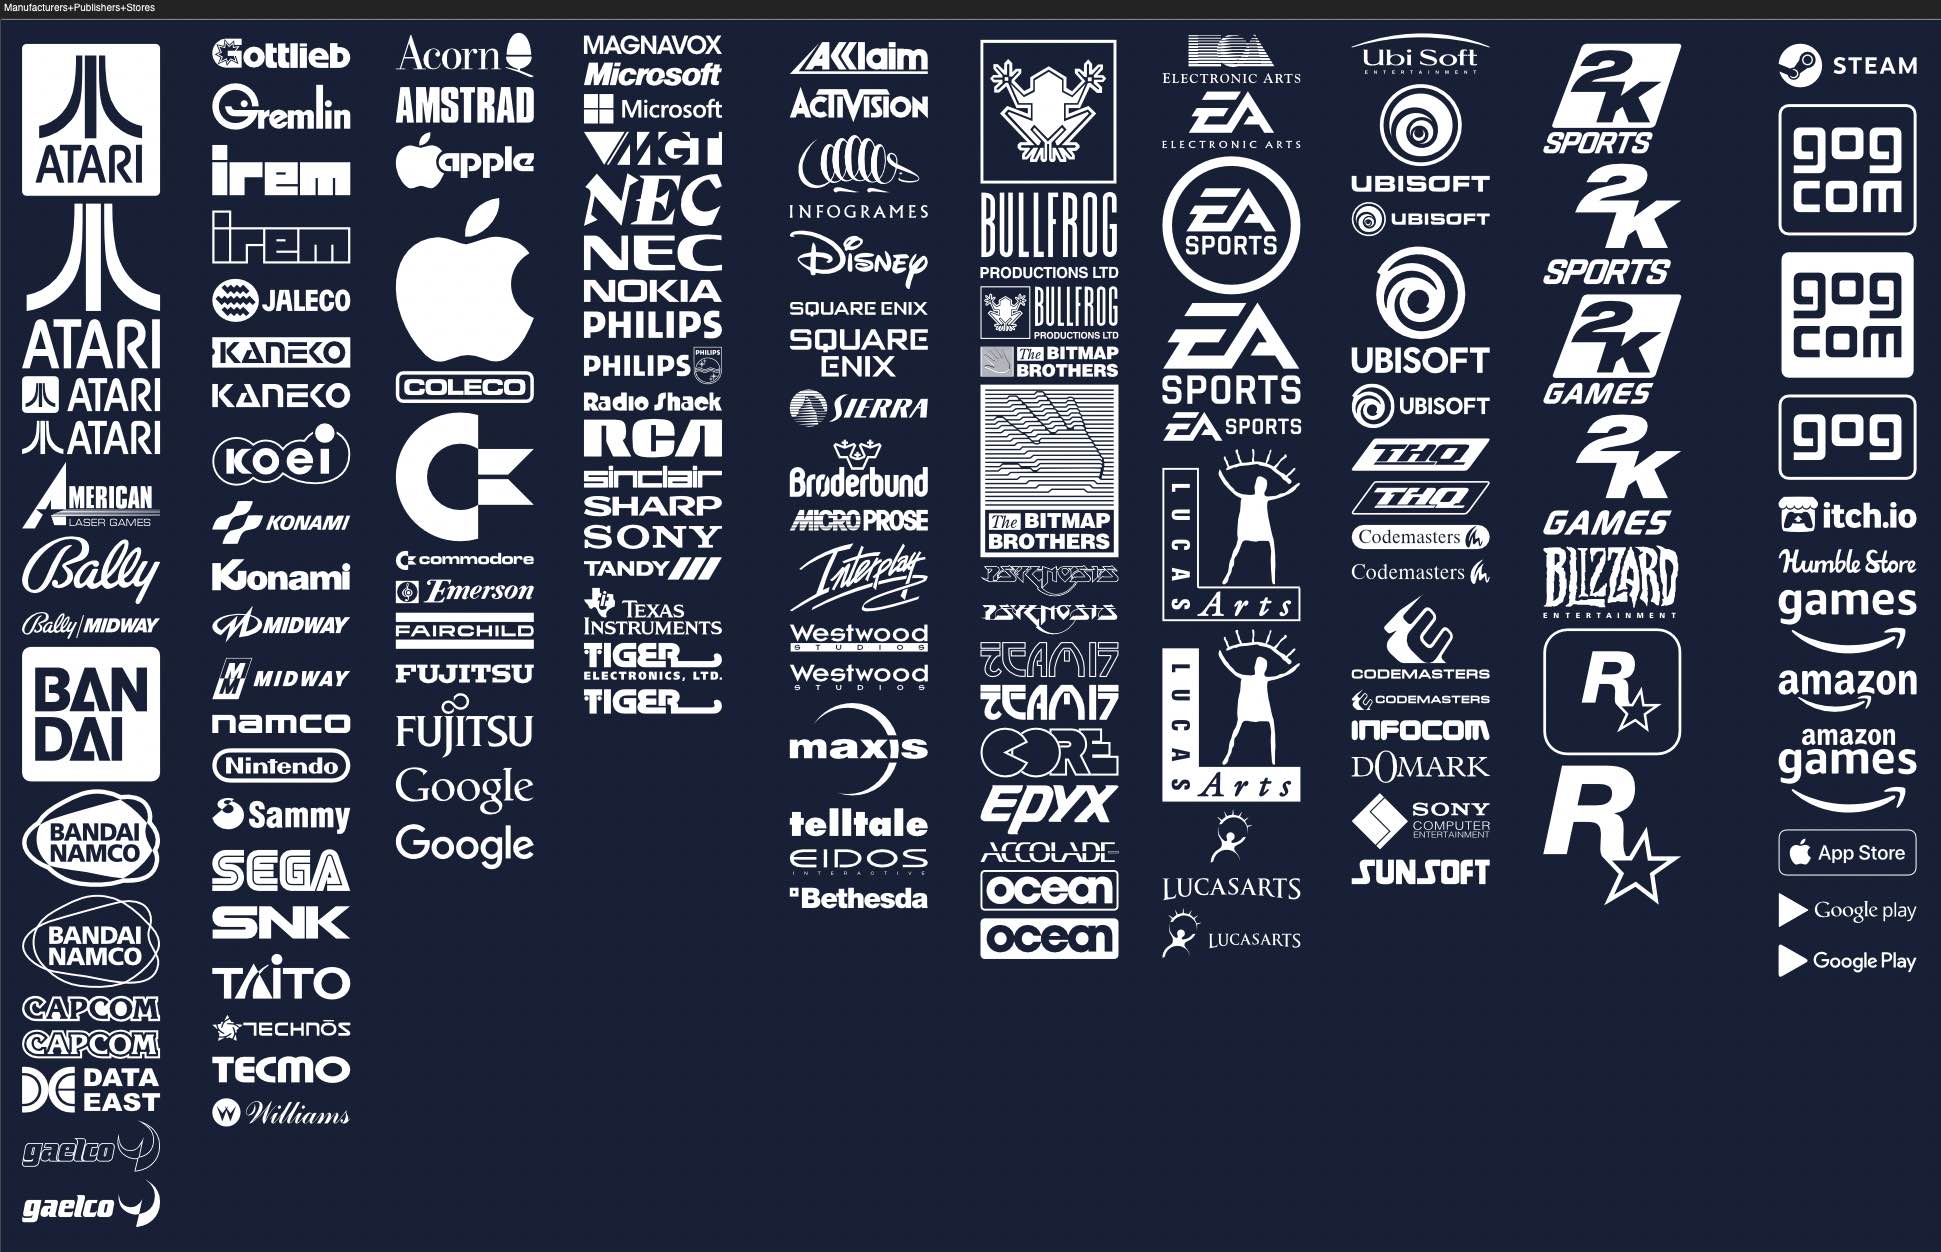 Manufacturers+Publishers+Stores
ATARI
ATARI
ATARI
ATARI
AMERICAN
LASER GAMES
Bally
Bally/MIDWAY
BAN
DAI
BANDAI
NAMCO
BANDAI
NAMCO
CAPCOM
CAPCOM
DATA
EAST
gaelco
gaelco
Gottlieb
Gremlin
irem
irem
JALECO
KANEKO
KANEKO
KOEI
KONAMI
Konami
MIDWAY
MIDWAY
namco
Nintendo
Sammy
SEGA
SNK
TAITO
TECHNŌS
TECMO
W Williams
Acorn
AMSTRAD
apple
COLECO
commodore
Emerson
FAIRCHILD
FUJITSU
FUJITSU
Google
Google
MAGNAVOX
Microsoft
Microsoft
MGT
NEC
NEC
NOKIA
PHILIPS
PHILIPS PHILIPS
Radio Shack
RCA
sinclair
SHARP
SONY
TANDY
TEXAS
INSTRUMENTS
TIGER
ELECTRONICS, LTD.
TIGER
AKklaim
ACTIVISION
INFOGRAMES
Disney
SQUARE ENIX
SQUARE
ENIX
SIERRA
Brøderbund
MICROPROSE
Interplay
Westwood
STUDIOS
Westwood
STUDIOS
maxis
telltale
EIDOS
INTERACTIVE
Bethesda
BULLFROG
PRODUCTIONS LTD
BULLFROG
PRODUCTIONS LTD
The BITMAP
BROTHERS
The BITMAP
BROTHERS
PSYGNOSIS
PSYGNOSIS
TEAM17
TEAM17
CORE
EPYX
ACCOLADE
ocean
ocean
ECA
ELECTRONIC ARTS
EA
ELECTRONIC ARTS
EA
SPORTS
EA
SPORTS
EA SPORTS
LUCAS
Arts
LUCAS
Arts
LUCASARTS
LUCASARTS
Ubi Soft
ENTERTAINMENT
UBISOFT
UBISOFT
UBISOFT
UBISOFT
THQ
THQ
Codemasters
Codemasters
CODEMASTERS
CODEMASTERS
INFOCOM
DOMARK
SONY
COMPUTER
ENTERTAINMENT
SUNSOFT
2K
SPORTS
2K
SPORTS
2K
GAMES
2K
GAMES
BLIZZARD
ENTERTAINMENT
R
R
STEAM
gog
com
gog
com
gog
itch.io
Humble Store
games
amazon
amazon
games
App Store
Google play
Google Play